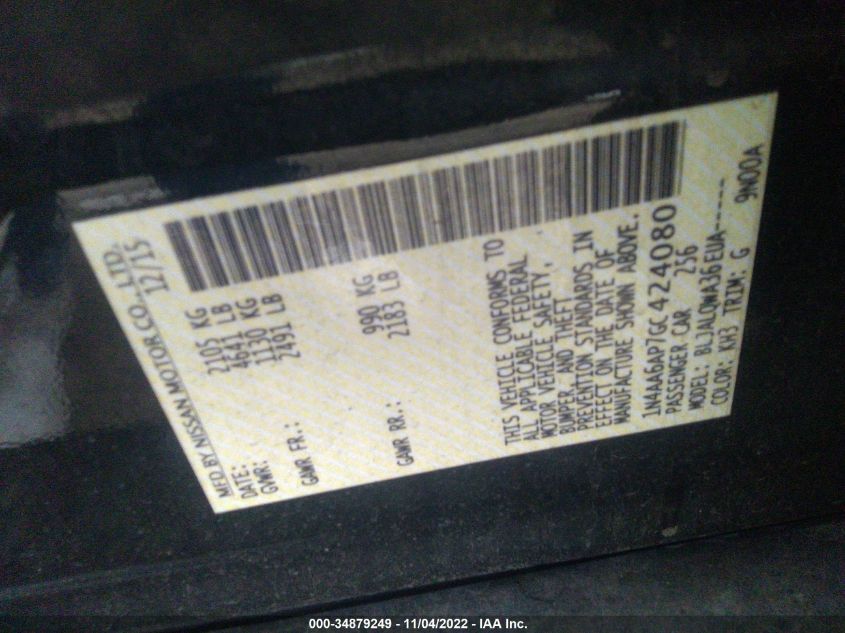 MFD BY NISSAN MOTOR CO., LTD.
DATE: 12/15
GVWR: 2105 KG
4641 LB
GAWR FR.: 1130 KG
2491 LB
GAWR RR.: 990 KG
2183 LB
THIS VEHICLE CONFORMS TO
ALL APPLICABLE FEDERAL
MOTOR VEHICLE SAFETY,
BUMPER, AND THEFT
PREVENTION STANDARDS IN
EFFECT ON THE DATE OF
MANUFACTURE SHOWN ABOVE.
1N4AA6AP7GC424080
PASSENGER CAR 256
MODEL: BLJALOWA36EUA-----
COLOR: KH3 TRIM: G 9N00A
000-34879249 - 11/04/2022 - IAA Inc.